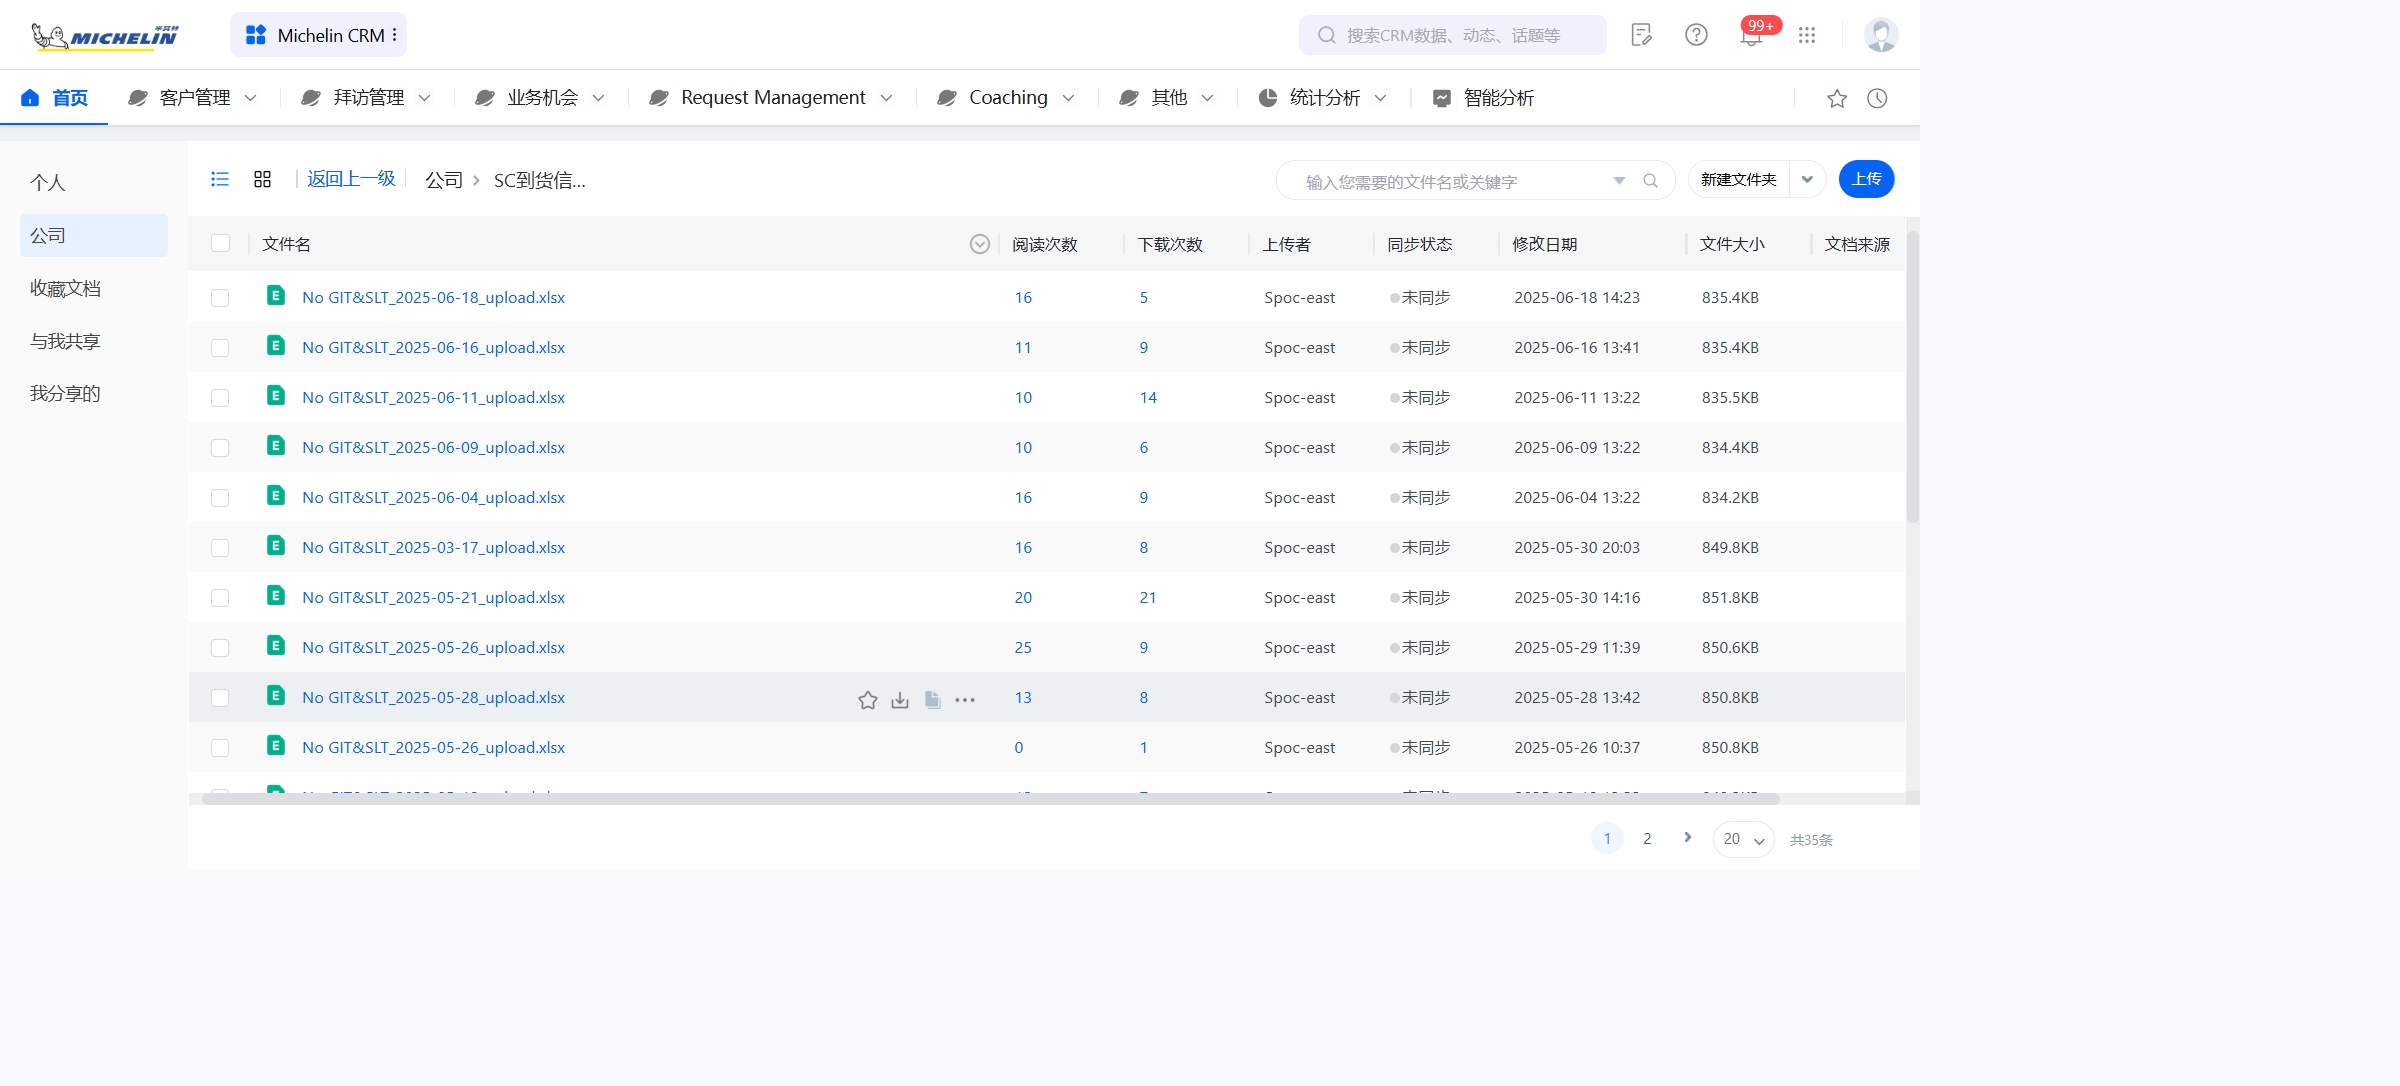 MICHELIN 米其林
Michelin CRM
搜索CRM数据、动态、话题等
99+
首页 客户管理 拜访管理 业务机会 Request Management Coaching 其他 统计分析 智能分析
个人
公司
收藏文档
与我共享
我分享的
返回上一级 公司 SC到货信...
输入您需要的文件名或关键字
新建文件夹
上传
文件名 阅读次数 下载次数 上传者 同步状态 修改日期 文件大小 文档来源
No GIT&SLT_2025-06-18_upload.xlsx 16 5 Spoc-east 未同步 2025-06-18 14:23 835.4KB
No GIT&SLT_2025-06-16_upload.xlsx 11 9 Spoc-east 未同步 2025-06-16 13:41 835.4KB
No GIT&SLT_2025-06-11_upload.xlsx 10 14 Spoc-east 未同步 2025-06-11 13:22 835.5KB
No GIT&SLT_2025-06-09_upload.xlsx 10 6 Spoc-east 未同步 2025-06-09 13:22 834.4KB
No GIT&SLT_2025-06-04_upload.xlsx 16 9 Spoc-east 未同步 2025-06-04 13:22 834.2KB
No GIT&SLT_2025-03-17_upload.xlsx 16 8 Spoc-east 未同步 2025-05-30 20:03 849.8KB
No GIT&SLT_2025-05-21_upload.xlsx 20 21 Spoc-east 未同步 2025-05-30 14:16 851.8KB
No GIT&SLT_2025-05-26_upload.xlsx 25 9 Spoc-east 未同步 2025-05-29 11:39 850.6KB
No GIT&SLT_2025-05-28_upload.xlsx 13 8 Spoc-east 未同步 2025-05-28 13:42 850.8KB
No GIT&SLT_2025-05-26_upload.xlsx 0 1 Spoc-east 未同步 2025-05-26 10:37 850.8KB
1 2 20 共35条